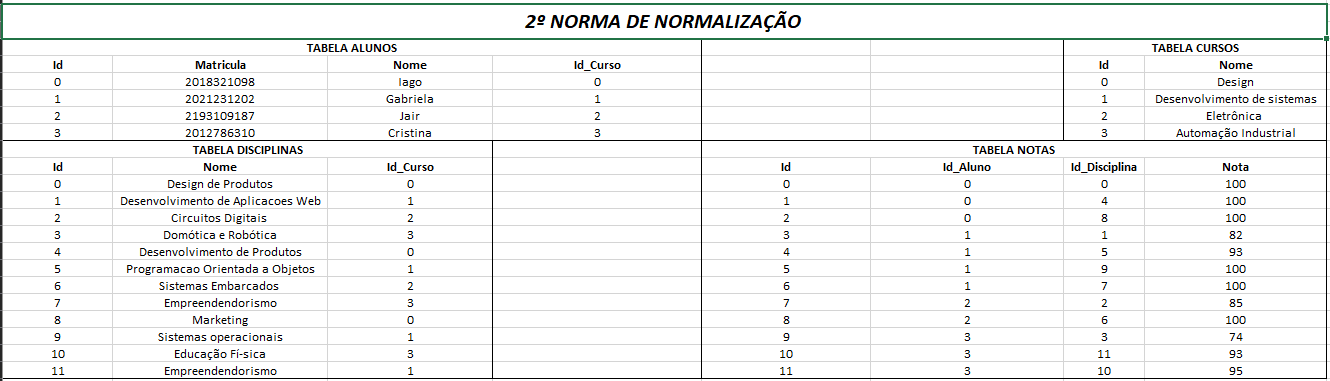 2º NORMA DE NORMALIZAÇÃO
TABELA ALUNOS TABELA CURSOS
Id Matricula Nome Id_Curso Id Nome
0 2018321098 Iago 0 0 Design
1 2021231202 Gabriela 1 1 Desenvolvimento de sistemas
2 2193109187 Jair 2 2 Eletrônica
3 2012786310 Cristina 3 3 Automação Industrial
TABELA DISCIPLINAS TABELA NOTAS
Id Nome Id_Curso Id Id_Aluno Id_Disciplina Nota
0 Design de Produtos 0 0 0 0 100
1 Desenvolvimento de Aplicacoes Web 1 1 0 4 100
2 Circuitos Digitais 2 2 0 8 100
3 Domótica e Robótica 3 3 1 1 82
4 Desenvolvimento de Produtos 0 4 1 5 93
5 Programacao Orientada a Objetos 1 5 1 9 100
6 Sistemas Embarcados 2 6 1 7 100
7 Empreendendorismo 3 7 2 2 85
8 Marketing 0 8 2 6 100
9 Sistemas operacionais 1 9 3 3 74
10 Educação Fí-sica 3 10 3 11 93
11 Empreendendorismo 1 11 3 10 95